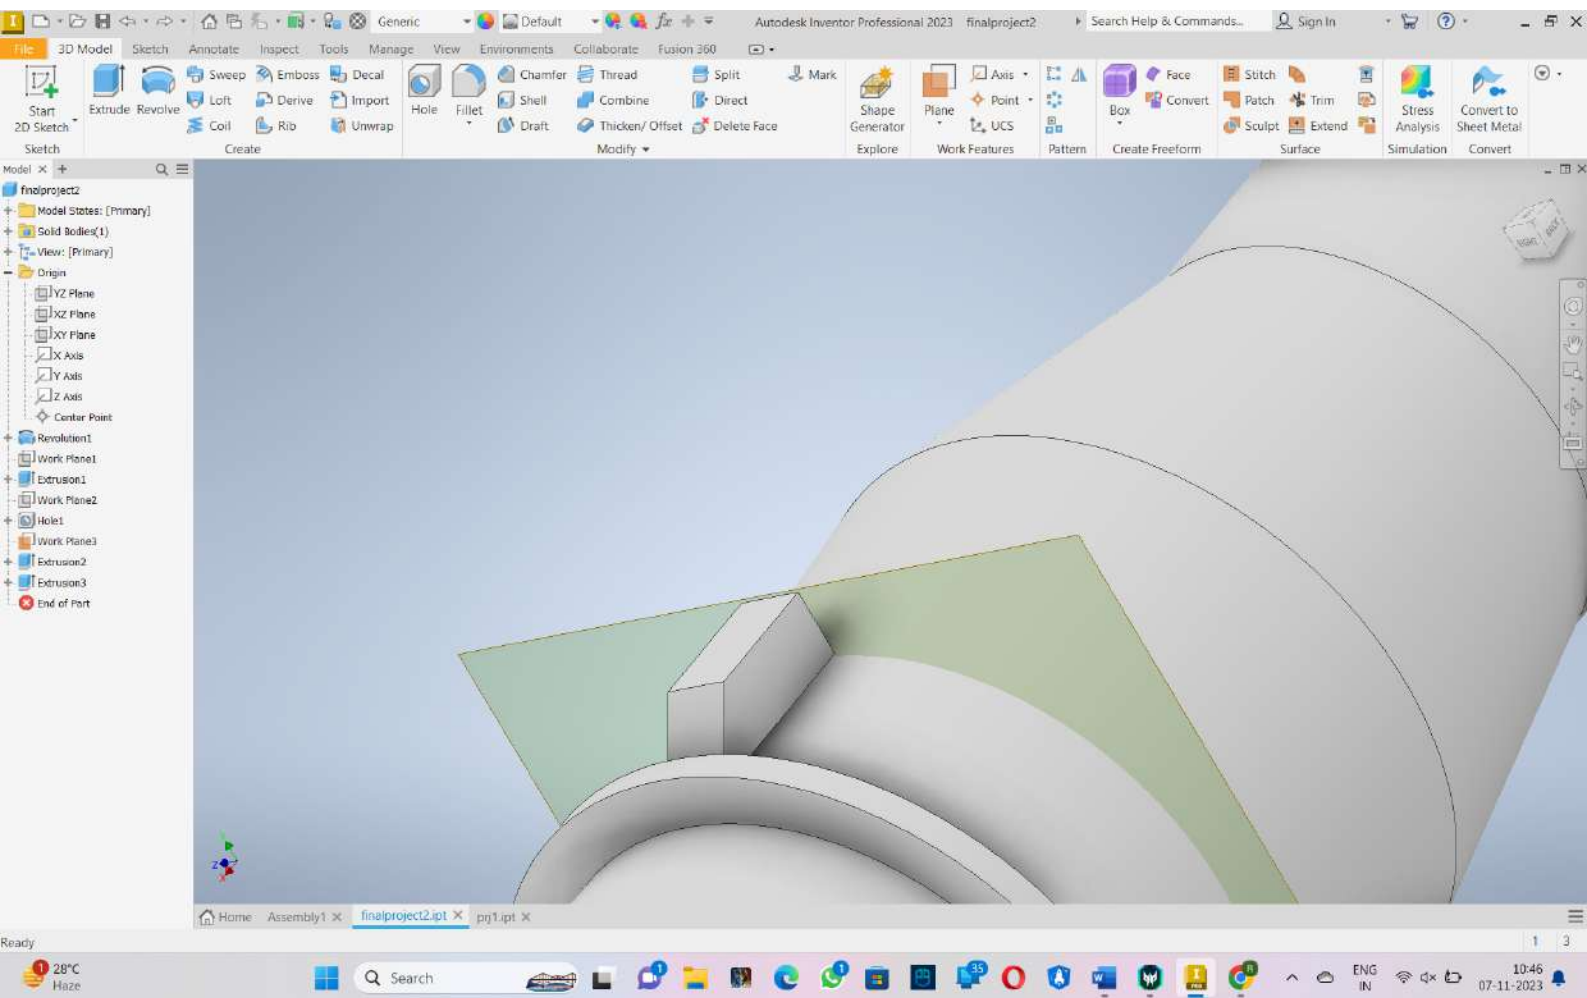 Generic
Default
Autodesk Inventor Professional 2023 finalproject2
Search Help & Commands...
Sign In
File 3D Model Sketch Annotate Inspect Tools Manage View Environments Collaborate Fusion 360
Start
2D Sketch
Sketch
Extrude Revolve
Sweep Emboss Decal
Loft Derive Import
Coil Rib Unwrap
Create
Hole Fillet
Chamfer Thread Split Mark
Shell Combine Direct
Draft Thicken/ Offset Delete Face
Modify
Shape
Generator
Explore
Plane
Axis
Point
UCS
Work Features
Pattern
Box
Face
Convert
Create Freeform
Stitch
Patch Trim
Sculpt Extend
Surface
Stress
Analysis
Simulation
Convert to
Sheet Metal
Convert
Model
finalproject2
Model States: [Primary]
Solid Bodies(1)
View: [Primary]
Origin
YZ Plane
XZ Plane
XY Plane
X Axis
Y Axis
Z Axis
Center Point
Revolution1
Work Plane1
Extrusion1
Work Plane2
Hole1
Work Plane3
Extrusion2
Extrusion3
End of Part
Home Assembly1 finalproject2.ipt prj1.ipt
Ready
1 3
28°C
Haze
Search
35
ENG
IN
10:46
07-11-2023